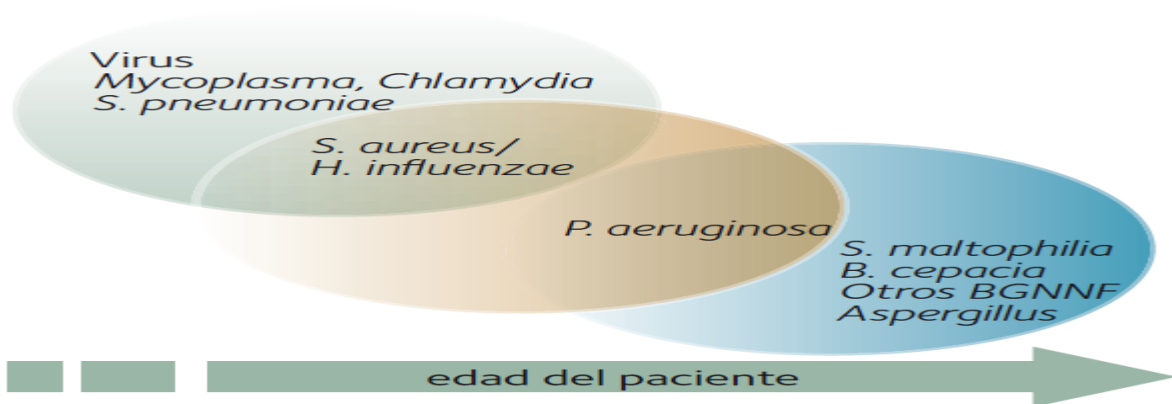 Virus
Mycoplasma, Chlamydia
S. pneumoniae
S. aureus/
H. influenzae
P. aeruginosa
S. maltophilia
B. cepacia
Otros BGNNF
Aspergillus
edad del paciente